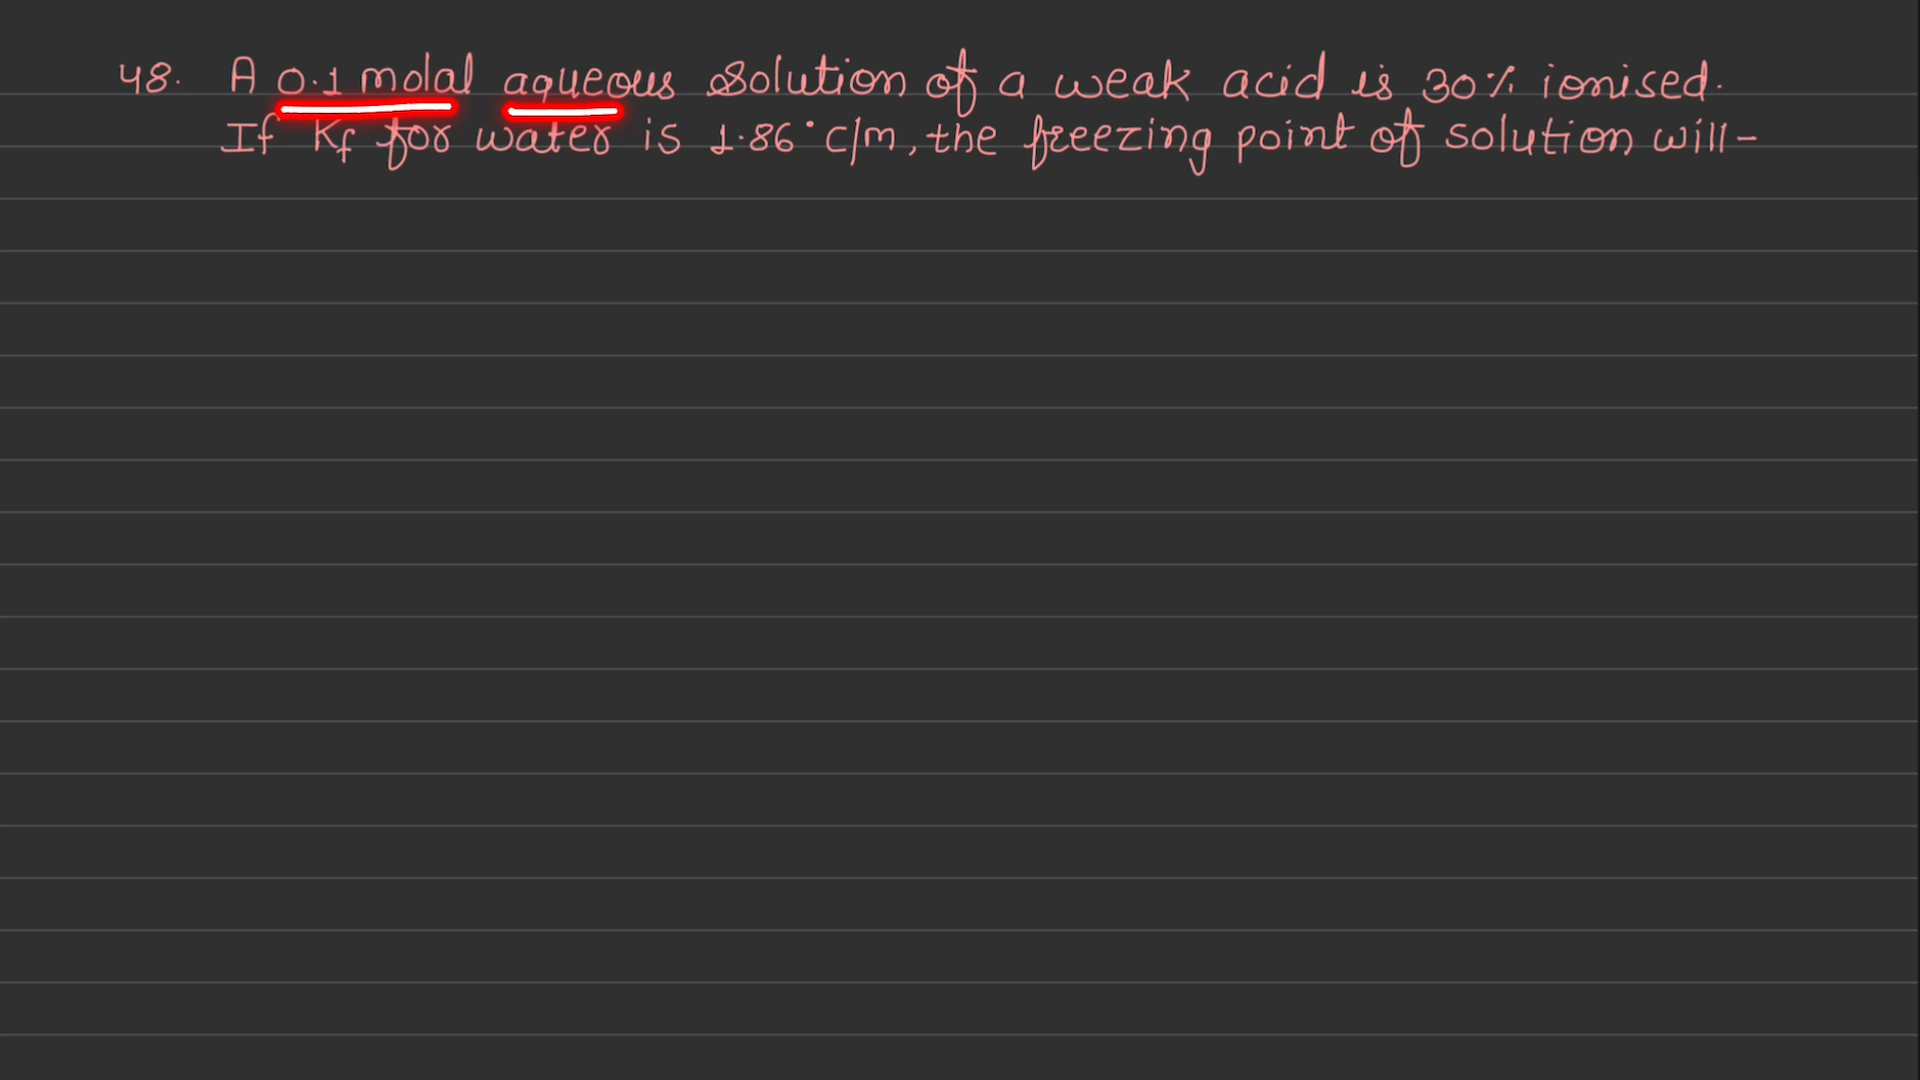 48. A 0.1 molal aqueous solution of a weak acid is 30% ionised.
If Kf for water is 1.86°c/m, the freezing point of solution will-